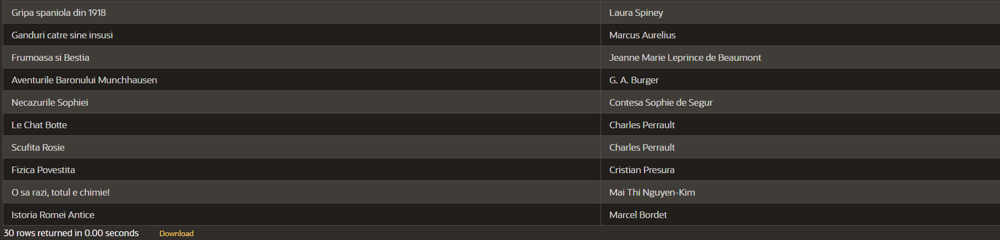 Gripa spaniola din 1918 Laura Spiney
Ganduri catre sine insusi Marcus Aurelius
Frumoasa si Bestia Jeanne Marie Leprince de Beaumont
Aventurile Baronului Munchhausen G. A. Burger
Necazurile Sophiei Contesa Sophie de Segur
Le Chat Botte Charles Perrault
Scufita Rosie Charles Perrault
Fizica Povestita Cristian Presura
O sa razi, totul e chimie! Mai Thi Nguyen-Kim
Istoria Romei Antice Marcel Bordet
30 rows returned in 0.00 seconds Download